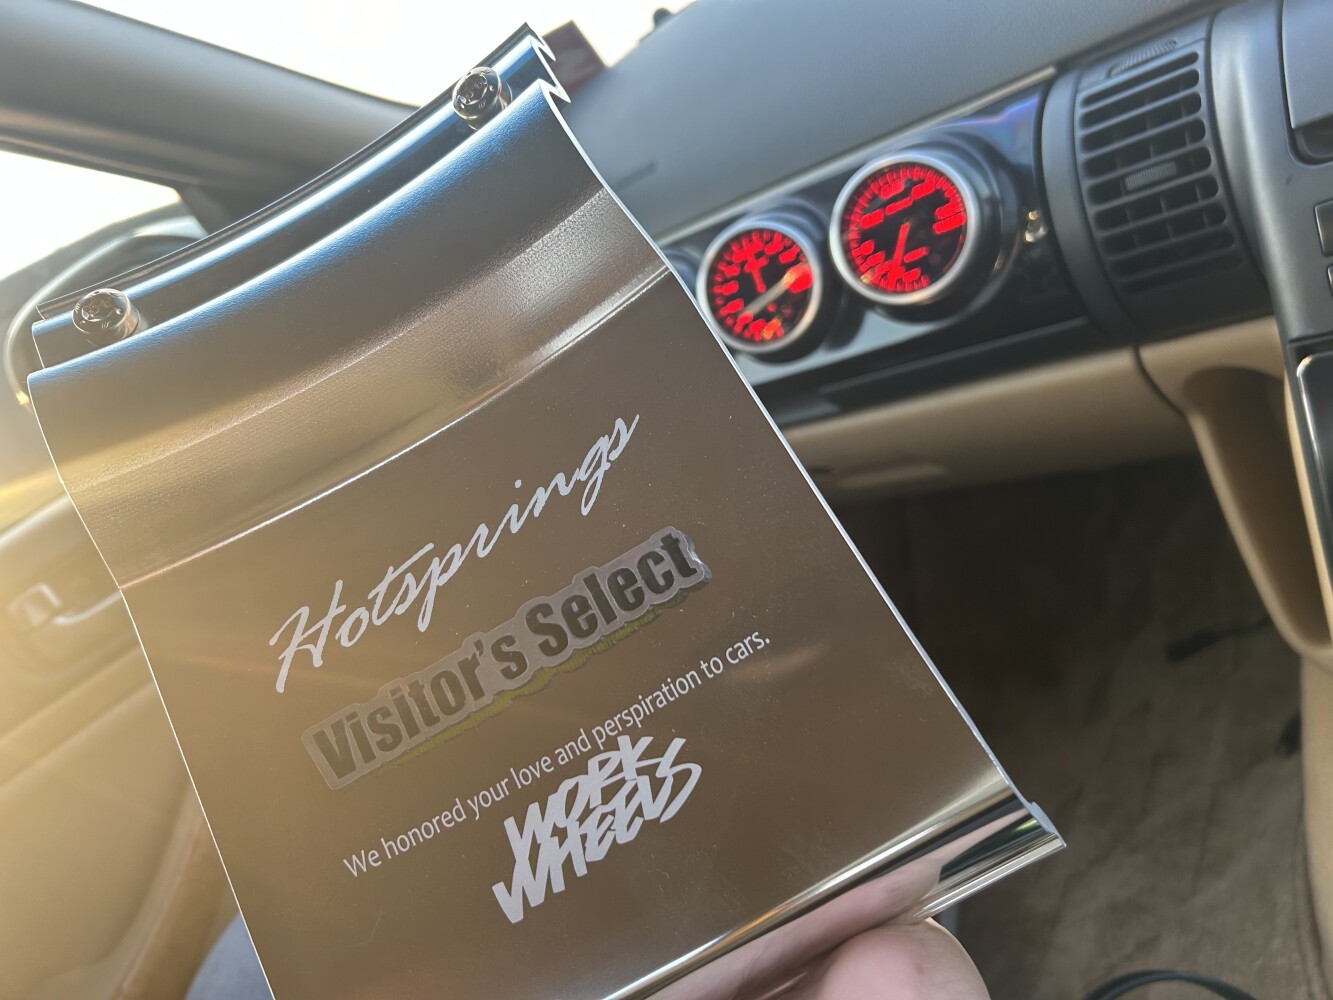 Hotsprings
Visitor's Select
We honored your love and perspiration to cars.
WORK
WHEELS